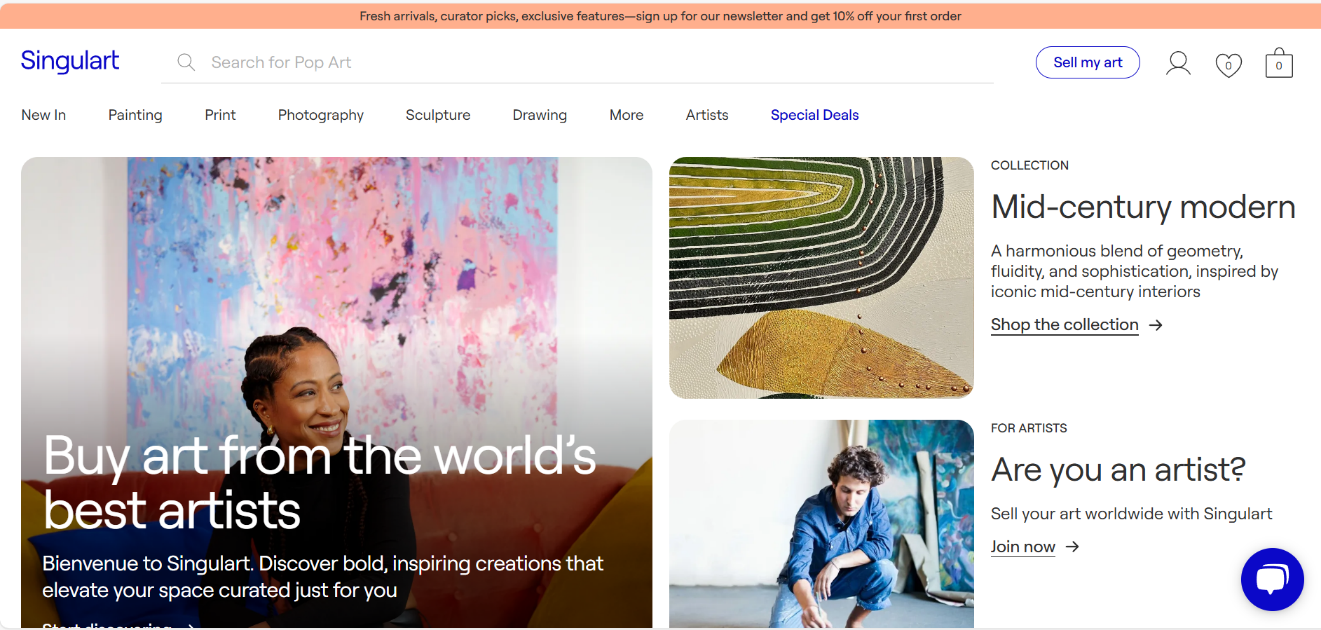 Fresh arrivals, curator picks, exclusive features—sign up for our newsletter and get 10% off your first order
Singulart
Search for Pop Art
Sell my art
0
0
New In
Painting
Print
Photography
Sculpture
Drawing
More
Artists
Special Deals
Buy art from the world's
best artists
Bienvenue to Singulart. Discover bold, inspiring creations that
elevate your space curated just for you
Start discovering
COLLECTION
Mid-century modern
A harmonious blend of geometry,
fluidity, and sophistication, inspired by
iconic mid-century interiors
Shop the collection
FOR ARTISTS
Are you an artist?
Sell your art worldwide with Singulart
Join now